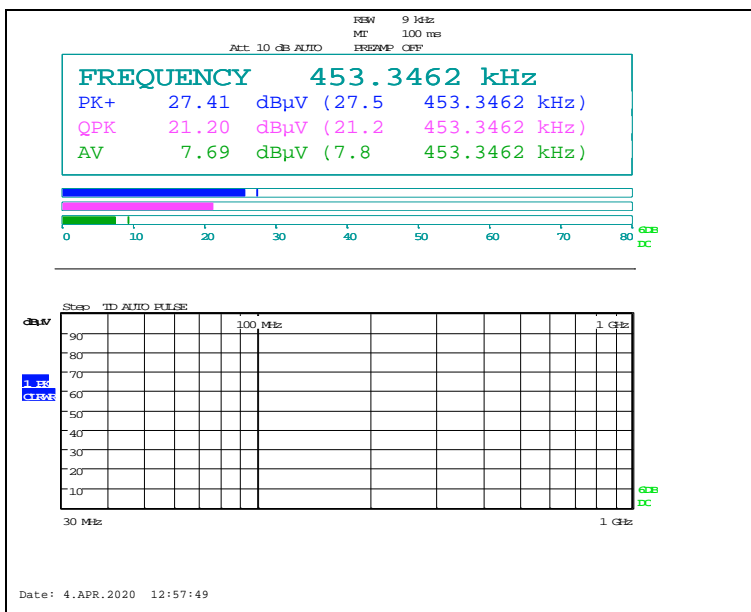 RBW 9 kHz
MT 100 ms
Att 10 dB AUTO PREAMP OFF
FREQUENCY 453.3462 kHz
PK+ 27.41 dBµV (27.5 453.3462 kHz)
QPK 21.20 dBµV (21.2 453.3462 kHz)
AV 7.69 dBµV (7.8 453.3462 kHz)
0 10 20 30 40 50 60 70 80
6DB
DC
Step TD AUTO PULSE
dBµV
100 MHz 1 GHz
90
80
70
1 PK
CLRWR
60
50
40
30
20
10
6DB
DC
30 MHz 1 GHz
Date: 4.APR.2020 12:57:49